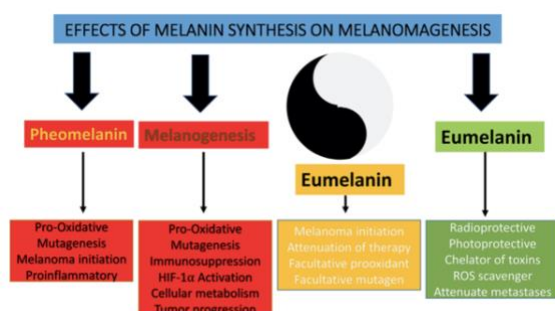 EFFECTS OF MELANIN SYNTHESIS ON MELANOMAGENESIS
Pheomelanin
Melanogenesis
Eumelanin
Eumelanin
Pro-Oxidative
Mutagenesis
Melanoma initiation
Proinflammatory
Pro-Oxidative
Mutagenesis
Immunosuppression
HIF-1α Activation
Cellular metabolism
Tumor progression
Melanoma initiation
Attenuation of therapy
Facultative prooxidant
Facultative mutagen
Radioprotective
Photoprotective
Chelator of toxins
ROS scavenger
Attenuate metastases